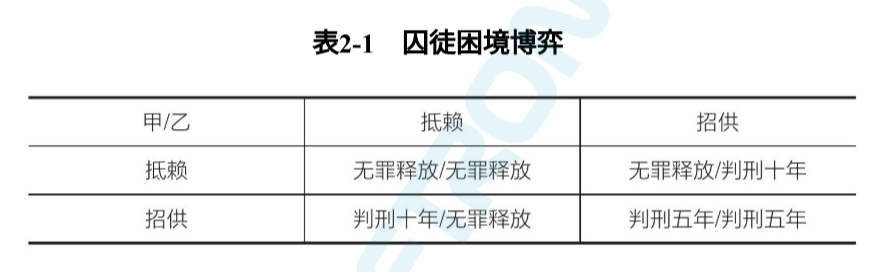 表2-1 囚徒困境博弈
甲/乙 抵赖 招供
抵赖 无罪释放/无罪释放 无罪释放/判刑十年
招供 判刑十年/无罪释放 判刑五年/判刑五年